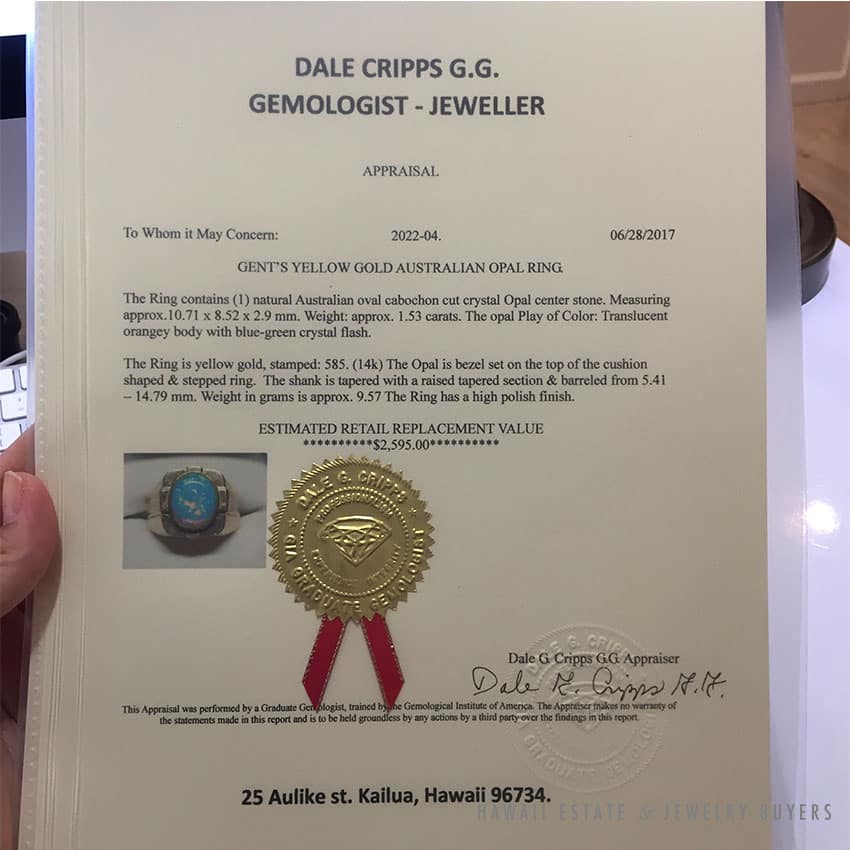 DALE CRIPPS G.G.
GEMOLOGIST - JEWELLER
APPRAISAL
To Whom it May Concern: 2022-04. 06/28/2017
GENT'S YELLOW GOLD AUSTRALIAN OPAL RING.
The Ring contains (1) natural Australian oval cabochon cut crystal Opal center stone. Measuring
approx.10.71 x 8.52 x 2.9 mm. Weight: approx. 1.53 carats. The opal Play of Color: Translucent
orangey body with blue-green crystal flash.
The Ring is yellow gold, stamped: 585. (14k) The Opal is bezel set on the top of the cushion
shaped & stepped ring. The shank is tapered with a raised tapered section & barreled from 5.41
– 14.79 mm. Weight in grams is approx. 9.57 The Ring has a high polish finish.
ESTIMATED RETAIL REPLACEMENT VALUE
**********$2,595.00**********
DALE G. CRIPPS
PROFESSIONALISM
GIA GRADUATE GEMOLOGIST
DALE G. CRIPPS
GRADUATE GEMOLOGIST
Dale G. Cripps G.G. Appraiser
Dale G. Cripps G.G.
This Appraisal was performed by a Graduate Gemologist, trained by the Gemological Institute of America. The Appraiser makes no warranty of
the statements made in this report and is to be held groundless by any actions by a third party over the findings in this report.
25 Aulike st. Kailua, Hawaii 96734.
HAWAII ESTATE & JEWELRY BUYERS